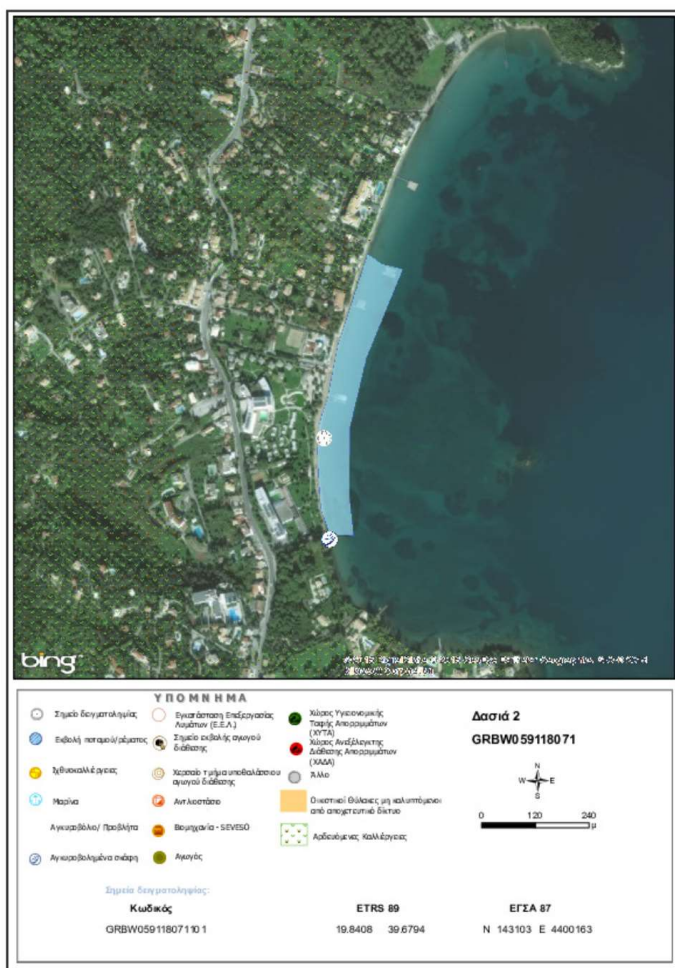 bing
ΥΠΟΜΝΗΜΑ
Σημείο δειγματοληψίας
Εκβολή ποταμού/ρέματος
Ιχθυοκαλλιέργειες
Μαρίνα
Αγκυροβόλιο/ Προβλήτα
Αγκυροβολημένα σκάφη
Εγκατάσταση Επεξεργασίας
Λυμάτων (Ε.Ε.Λ.)
Σημείο εκβολής αγωγού
διάθεσης
Χερσαίο τμήμα υποθαλάσσιου
αγωγού διάθεσης
Αντλιοστάσιο
Βιομηχανία - SEVESO
Αγωγός
Χώρος Υγειονομικής
Ταφής Απορριμμάτων
(ΧΥΤΑ)
Χώρος Ανεξέλεγκτης
Διάθεσης Απορριμμάτων
(ΧΑΔΑ)
Άλλο
Οικιστικοί Θύλακες μη καλυπτόμενοι
από αποχετευτικό δίκτυο
Αρδευόμενες Καλλιέργειες
Δασιά 2
GRBW059118071
N
W E
S
0 120 240
μ
Σημεία δειγματοληψίας:
Κωδικός ETRS 89 ΕΓΣΑ 87
GRBW059118071101 19.8408 39.6794 N 143103 E 4400163